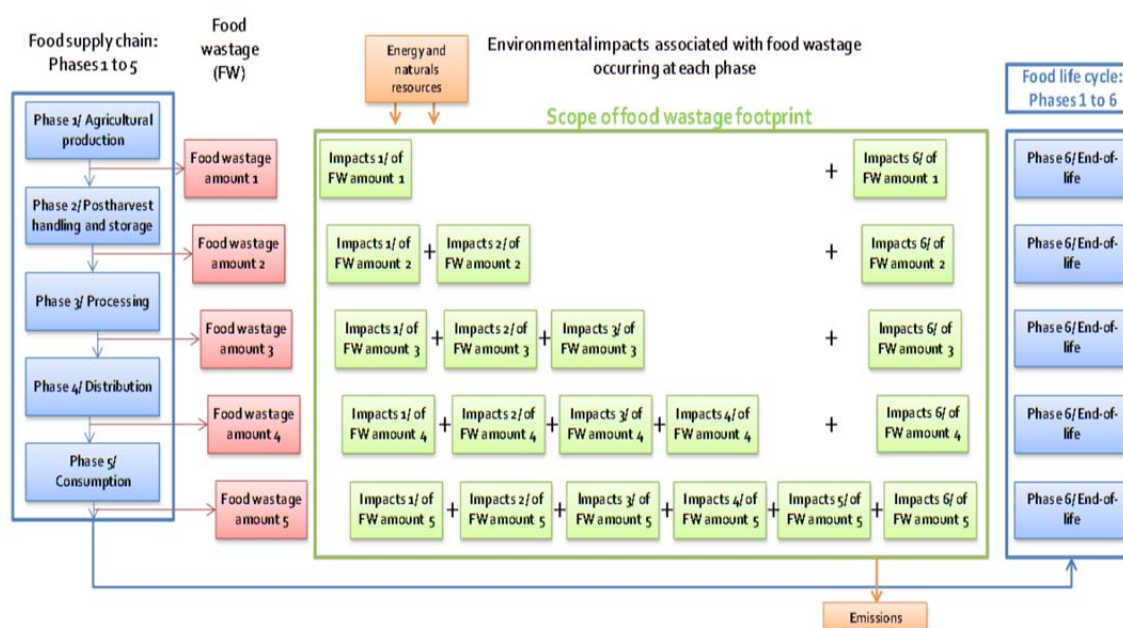 Food supply chain:
Phases 1 to 5
Food
wastage
(FW)
Energy and
naturals
resources
Environmental impacts associated with food wastage
occurring at each phase
Food life cycle:
Phases 1 to 6
Scope of food wastage footprint
Phase 1/ Agricultural
production
Food wastage
amount 1
Impacts 1/ of
FW amount 1
+
Impacts 6/ of
FW amount 1
Phase 6/ End-of-
life
Phase 2/ Postharvest
handling and storage
Food wastage
amount 2
Impacts 1/ of
FW amount 2
+
Impacts 2/ of
FW amount 2
+
Impacts 6/ of
FW amount 2
Phase 6/ End-of-
life
Phase 3/ Processing
Food wastage
amount 3
Impacts 1/ of
FW amount 3
+
Impacts 2/ of
FW amount 3
+
Impacts 3/ of
FW amount 3
+
Impacts 6/ of
FW amount 3
Phase 6/ End-of-
life
Phase 4/ Distribution
Food wastage
amount 4
Impacts 1/ of
FW amount 4
+
Impacts 2/ of
FW amount 4
+
Impacts 3/ of
FW amount 4
+
Impacts 4/ of
FW amount 4
+
Impacts 6/ of
FW amount 4
Phase 6/ End-of-
life
Phase 5/
Consumption
Food wastage
amount 5
Impacts 1/ of
FW amount 5
+
Impacts 2/ of
FW amount 5
+
Impacts 3/ of
FW amount 5
+
Impacts 4/ of
FW amount 5
+
Impacts 5/ of
FW amount 5
+
Impacts 6/ of
FW amount 5
Phase 6/ End-of-
life
Emissions